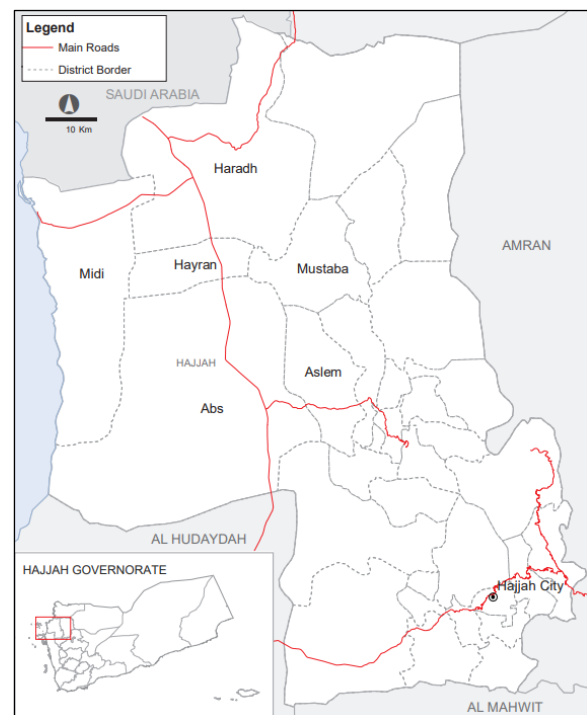 Legend
Main Roads
District Border
SAUDI ARABIA
10 Km
Haradh
AMRAN
Midi
Hayran
Mustaba
HAJJAH
Aslem
Abs
AL HUDAYDAH
HAJJAH GOVERNORATE
Hajjah City
AL MAHWIT